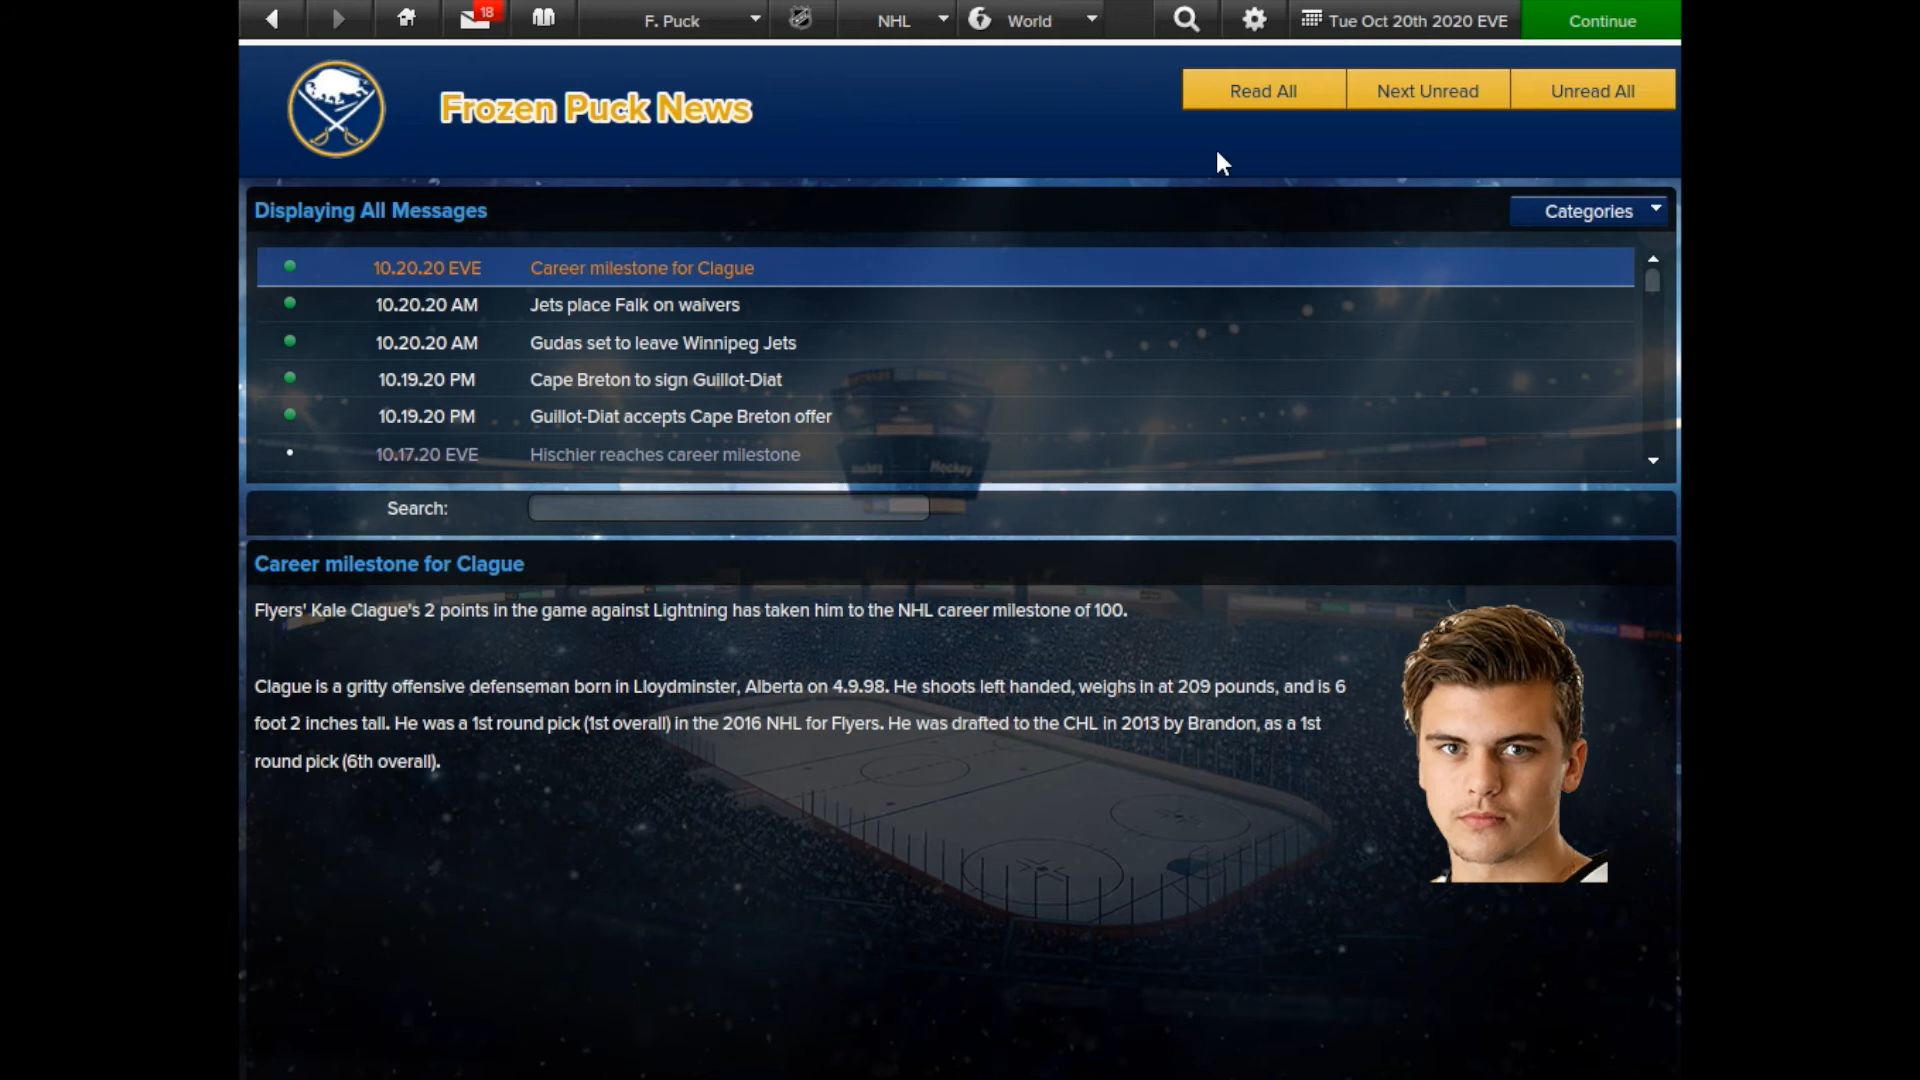 18
F. Puck
NHL
World
Tue Oct 20th 2020 EVE
Continue
Frozen Puck News
Read All
Next Unread
Unread All
Displaying All Messages
Categories
10.20.20 EVE Career milestone for Clague
10.20.20 AM Jets place Falk on waivers
10.20.20 AM Gudas set to leave Winnipeg Jets
10.19.20 PM Cape Breton to sign Guillot-Diat
10.19.20 PM Guillot-Diat accepts Cape Breton offer
10.17.20 EVE Hischier reaches career milestone
Hockey
Hockey
Search:
Career milestone for Clague
Flyers' Kale Clague's 2 points in the game against Lightning has taken him to the NHL career milestone of 100.
Clague is a gritty offensive defenseman born in Lloydminster, Alberta on 4.9.98. He shoots left handed, weighs in at 209 pounds, and is 6
foot 2 inches tall. He was a 1st round pick (1st overall) in the 2016 NHL for Flyers. He was drafted to the CHL in 2013 by Brandon, as a 1st
round pick (6th overall).